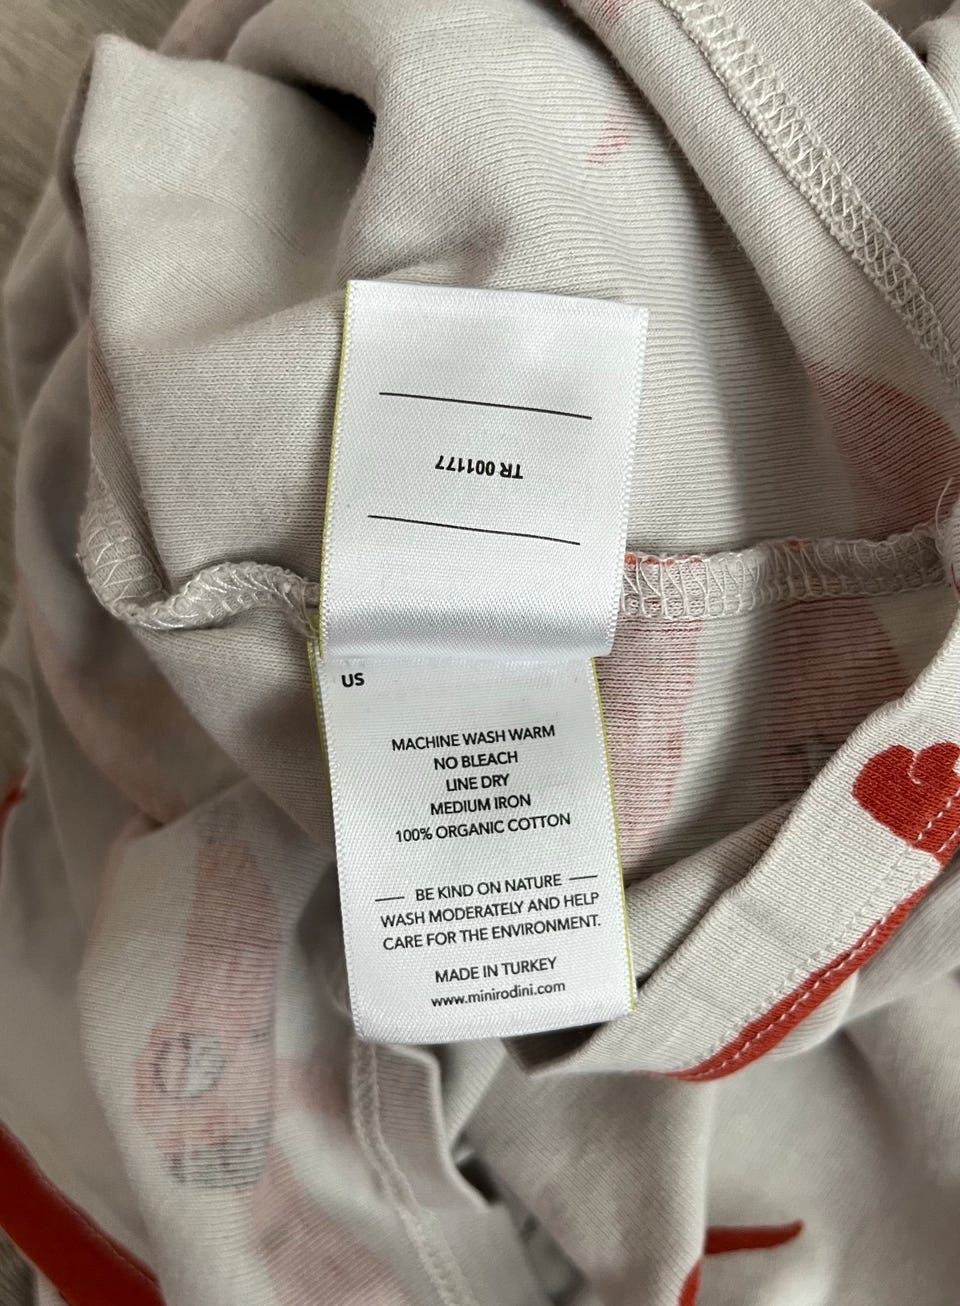 TR 001177
US
MACHINE WASH WARM
NO BLEACH
LINE DRY
MEDIUM IRON
100% ORGANIC COTTON
BE KIND ON NATURE
WASH MODERATELY AND HELP
CARE FOR THE ENVIRONMENT.
MADE IN TURKEY
www.minirodini.com